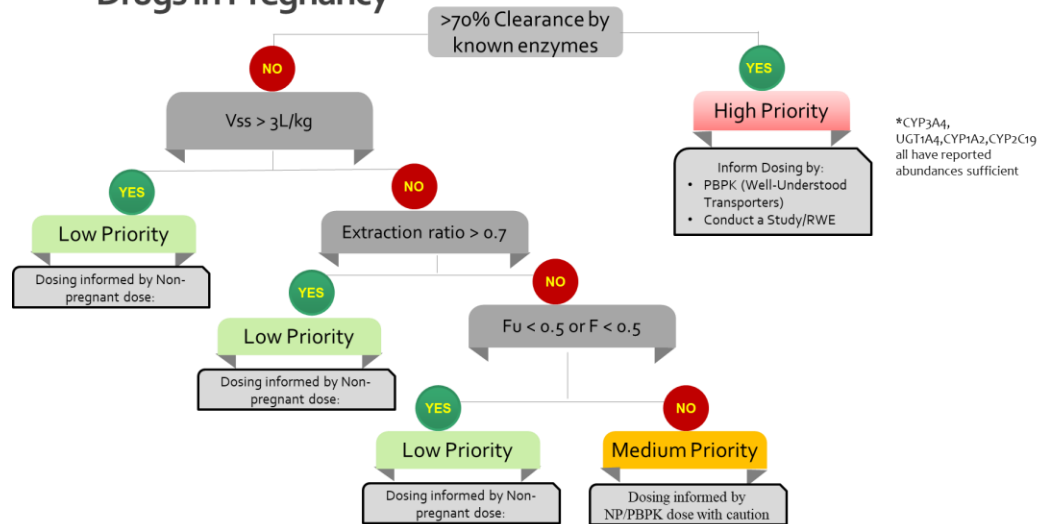 Drugs in Pregnancy
>70% Clearance by
known enzymes
NO
YES
Vss > 3L/kg
High Priority
*CYP3A4,
UGT1A4,CYP1A2,CYP2C19
all have reported
abundances sufficient
Inform Dosing by:
• PBPK (Well-Understood
Transporters)
• Conduct a Study/RWE
YES
NO
Low Priority
Extraction ratio > 0.7
Dosing informed by Non-
pregnant dose:
YES
NO
Low Priority
Fu < 0.5 or F < 0.5
Dosing informed by Non-
pregnant dose:
YES
NO
Low Priority
Medium Priority
Dosing informed by Non-
pregnant dose:
Dosing informed by
NP/PBPK dose with caution